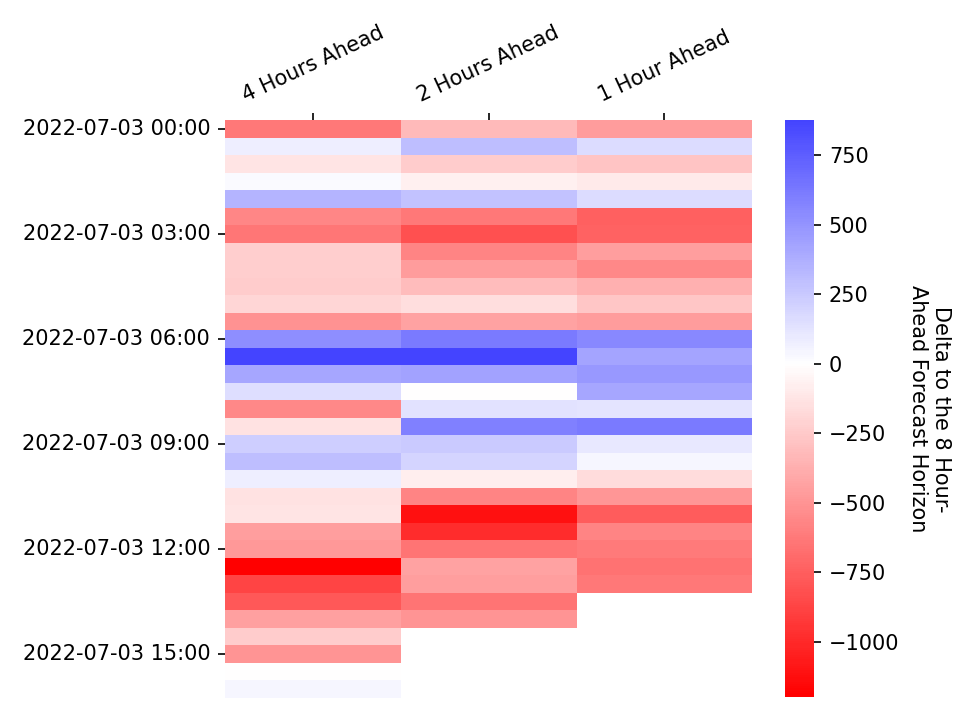 4 Hours Ahead
2 Hours Ahead
1 Hour Ahead
2022-07-03 00:00
2022-07-03 03:00
2022-07-03 06:00
2022-07-03 09:00
2022-07-03 12:00
2022-07-03 15:00
750
500
250
0
−250
−500
−750
−1000
Delta to the 8 Hour-
Ahead Forecast Horizon